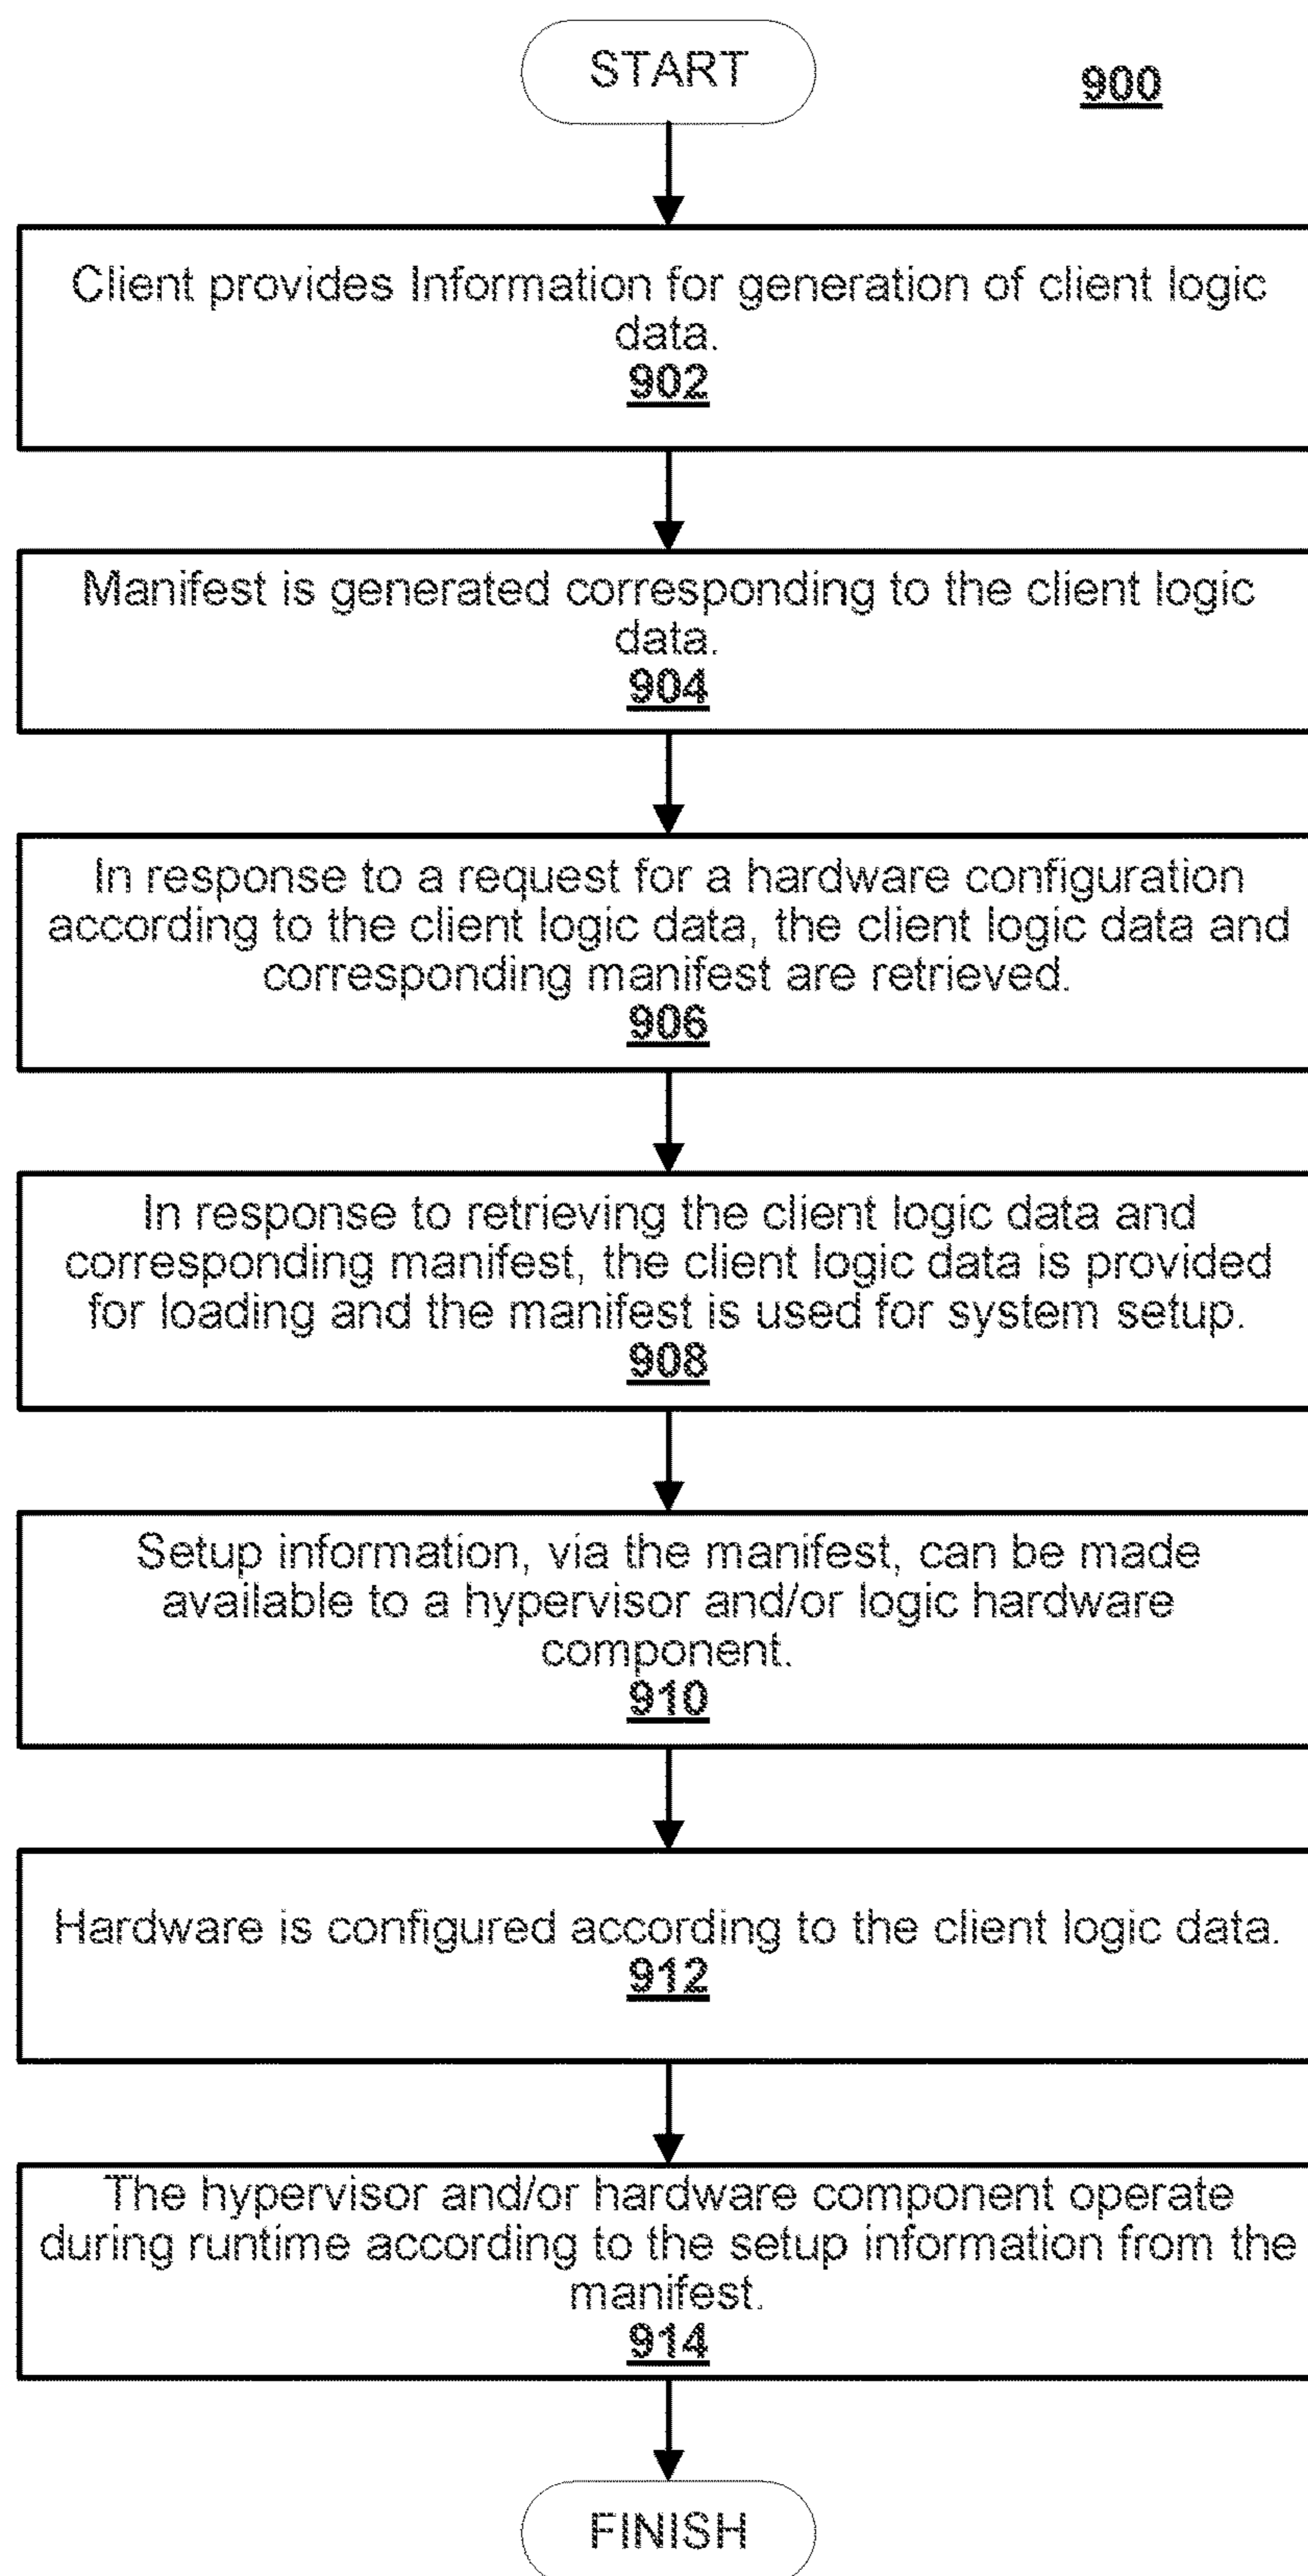 START
900
Client provides Information for generation of client logic
data.
902
Manifest is generated corresponding to the client logic
data.
904
In response to a request for a hardware configuration
according to the client logic data, the client logic data and
corresponding manifest are retrieved.
906
In response to retrieving the client logic data and
corresponding manifest, the client logic data is provided
for loading and the manifest is used for system setup.
908
Setup information, via the manifest, can be made
available to a hypervisor and/or logic hardware
component.
910
Hardware is configured according to the client logic data.
912
The hypervisor and/or hardware component operate
during runtime according to the setup information from the
manifest.
914
FINISH